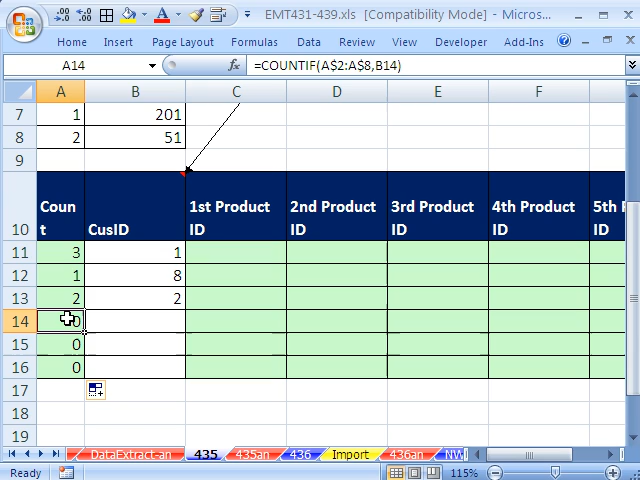 EMT431-439.xls [Compatibility Mode] - Micros...
Home Insert Page Layout Formulas Data Review View Developer Add-Ins
A14 fx =COUNTIF(A$2:A$8,B14)
A B C D E F
7 1 201
8 2 51
9
10 Coun
t CusID 1st Product
ID 2nd Product
ID 3rd Product
ID 4th Product
ID 5th
11 3 1
12 1 8
13 2 2
14 0
15 0
16 0
17
18
19
DataExtract-an 435 435an 436 Import 436an NW
Ready 115%